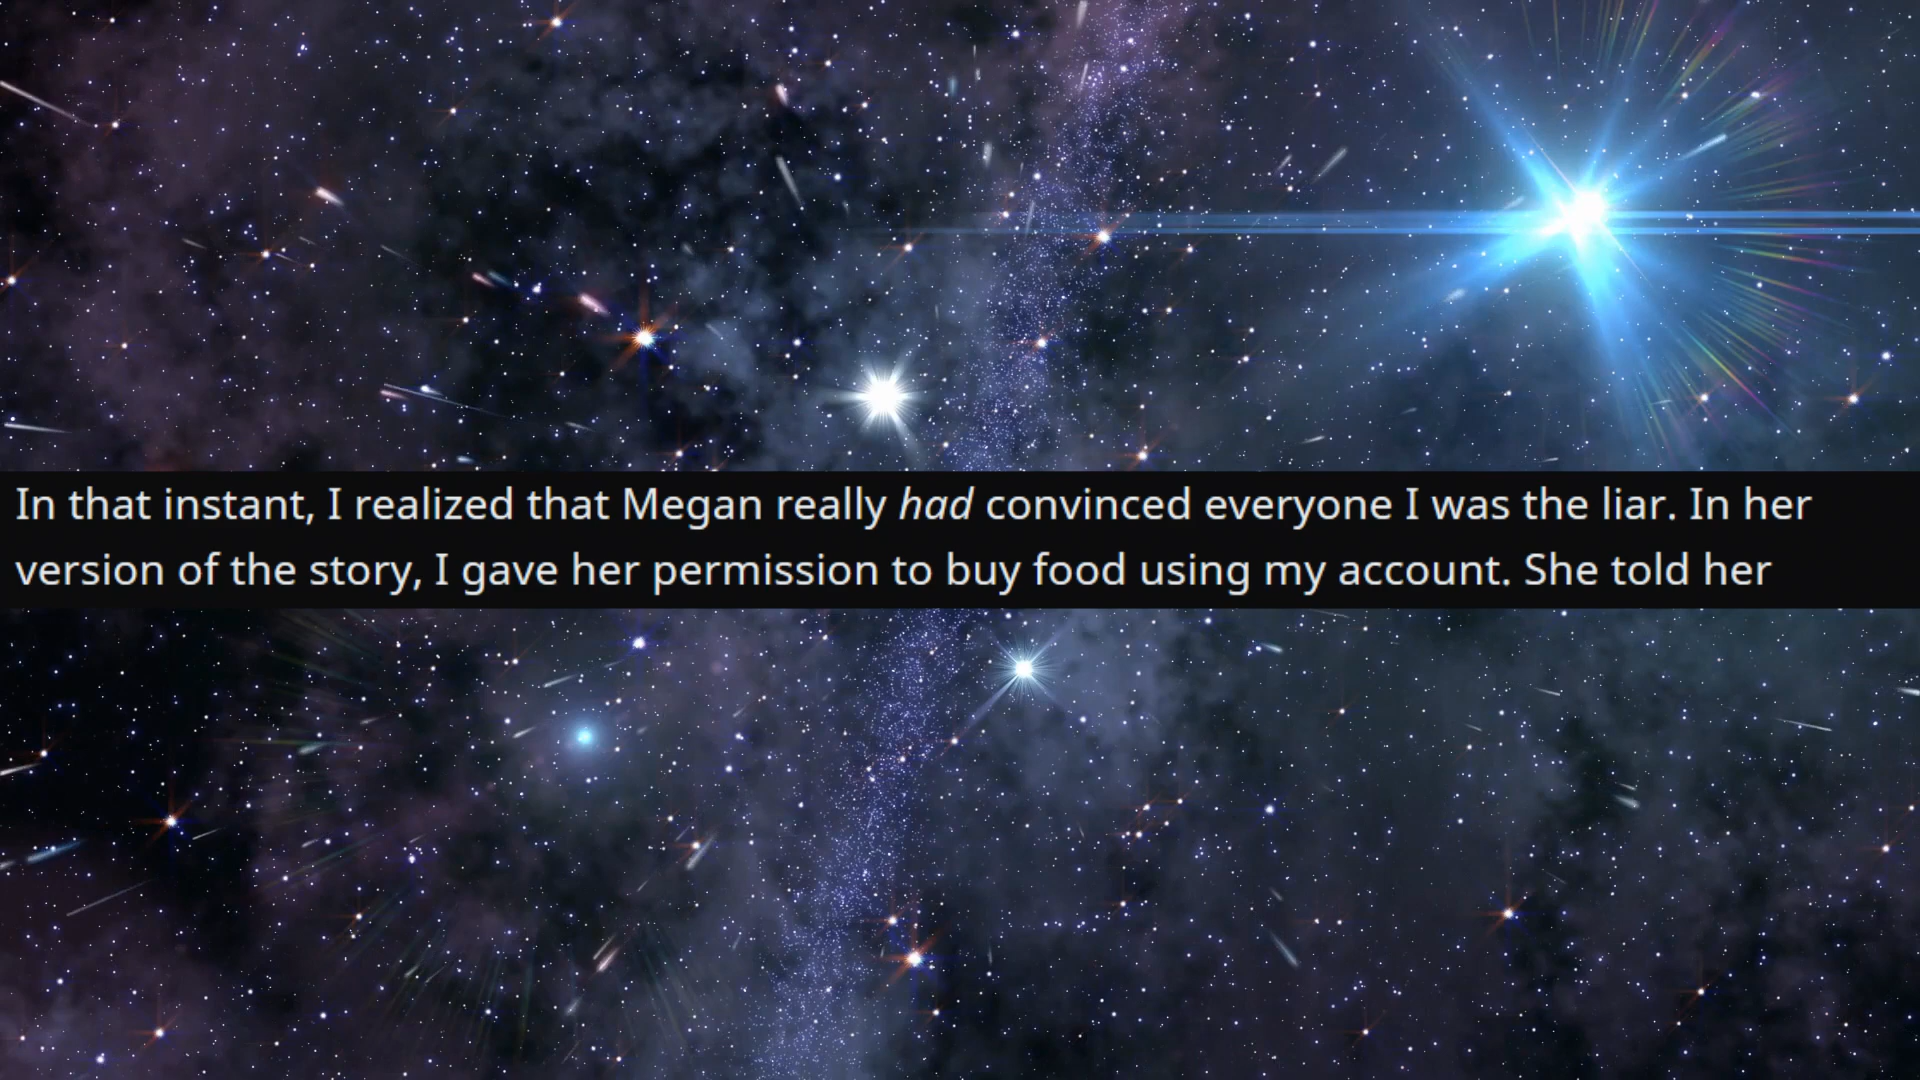 In that instant, I realized that Megan really had convinced everyone I was the liar. In her
version of the story, I gave her permission to buy food using my account. She told her